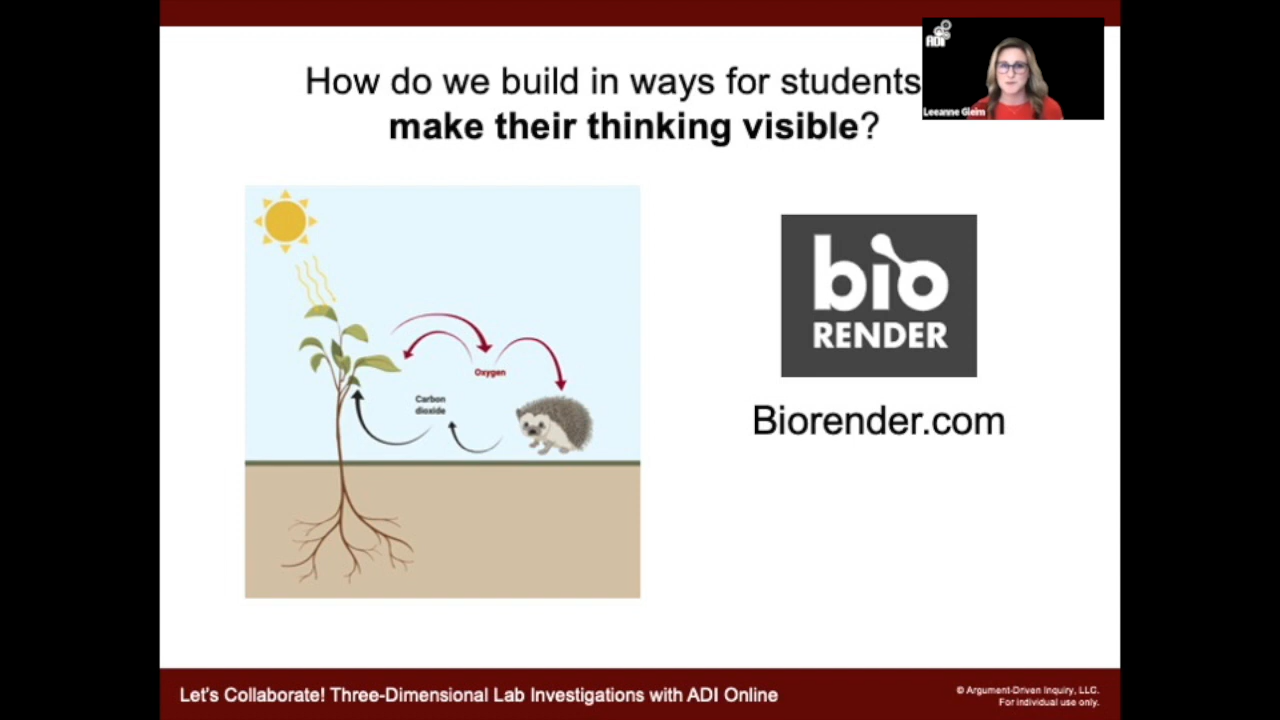 How do we build in ways for students
make their thinking visible?
ADI
Leeanne Gleim
bio
RENDER
Biorender.com
Oxygen
Carbon
dioxide
Let's Collaborate! Three-Dimensional Lab Investigations with ADI Online
© Argument-Driven Inquiry, LLC.
For individual use only.